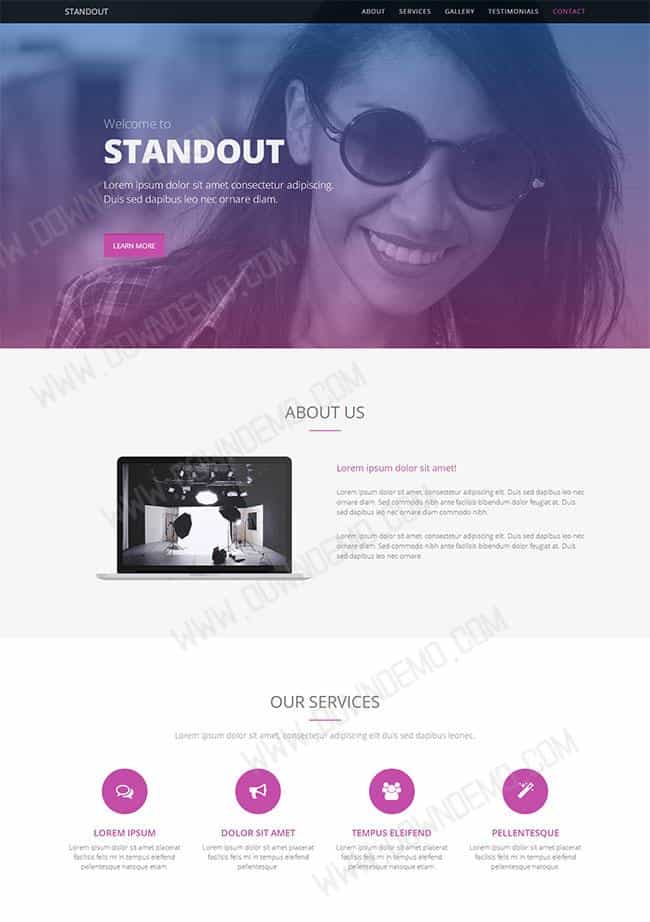 STANDOUT
ABOUT SERVICES GALLERY TESTIMONIALS CONTACT
Welcome to
STANDOUT
Lorem ipsum dolor sit amet consectetur adipiscing.
Duis sed dapibus leo nec ornare diam.
LEARN MORE
ABOUT US
Lorem ipsum dolor sit amet!
Lorem ipsum dolor sit amet, consectetur adipiscing elit. Duis sed dapibus leo nec
ornare diam. Sed commodo nibh ante facilisis bibendum dolor feugiat at. Duis
sed dapibus leo nec ornare diam commodo nibh.
Lorem ipsum dolor sit amet, consectetur adipiscing elit. Duis sed dapibus leo nec
ornare diam. Sed commodo nibh ante facilisis bibendum dolor feugiat at. Duis
sed dapibus leo nec ornare.
OUR SERVICES
Lorem ipsum dolor sit amet, consectetur adipiscing elit dapibus leonec.
LOREM IPSUM
Lorem ipsum dolor amet placerat
facilisis felis mi in tempus eleifend
pellentesque natoque etiam.
DOLOR SIT AMET
Lorem ipsum dolor amet placerat
facilisis felis mi in tempus eleifend
pellentesque.
TEMPUS ELEIFEND
Lorem ipsum dolor amet placerat
facilisis felis mi in tempus eleifend
pellentesque natoque.
PELLENTESQUE
Lorem ipsum dolor amet placerat
facilisis felis mi in tempus eleifend
pellentesque natoque etiam.
WWW.DOWNDEMO.COM
WWW.DOWNDEMO.COM
WWW.DOWNDEMO.COM
WWW.DOWNDEMO.COM
WWW.DOWNDEMO.COM
WWW.DOWNDEMO.COM